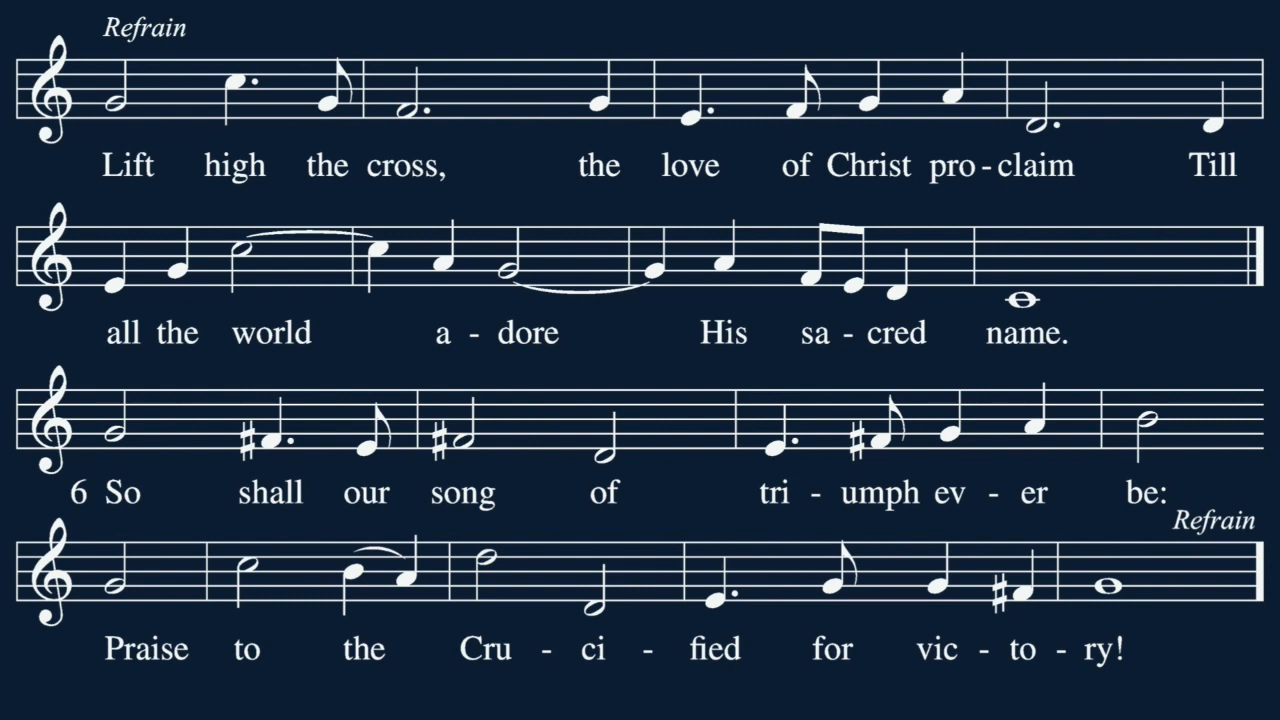 Refrain
Lift high the cross, the love of Christ pro - claim Till
all the world a - dore His sa - cred name.
6 So shall our song of tri - umph ev - er be:
Refrain
Praise to the Cru - ci - fied for vic - to - ry!